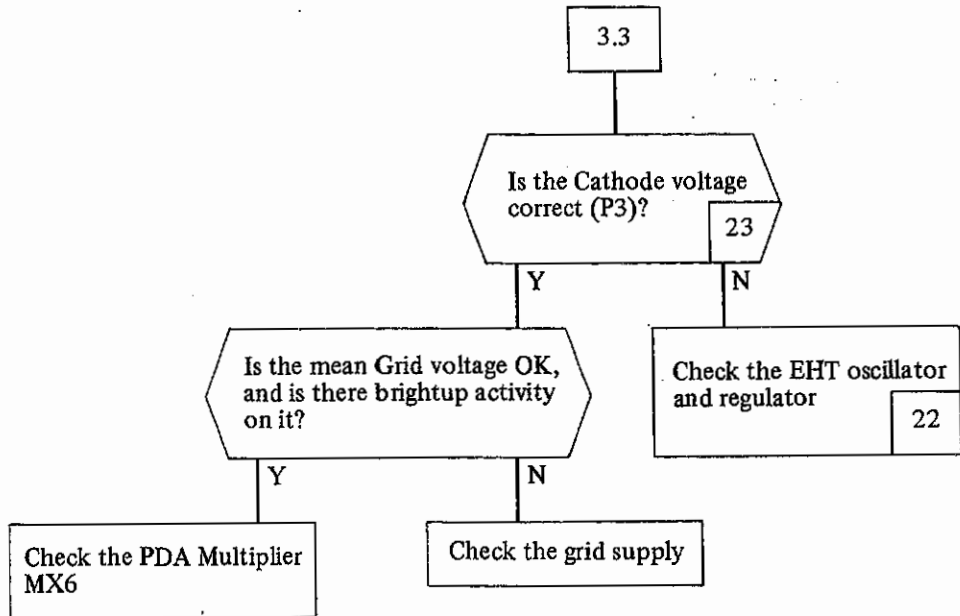 3.3
Is the Cathode voltage
correct (P3)?
23
Y
N
Is the mean Grid voltage OK,
and is there brightup activity
on it?
Check the EHT oscillator
and regulator
22
Y
N
Check the PDA Multiplier
MX6
Check the grid supply